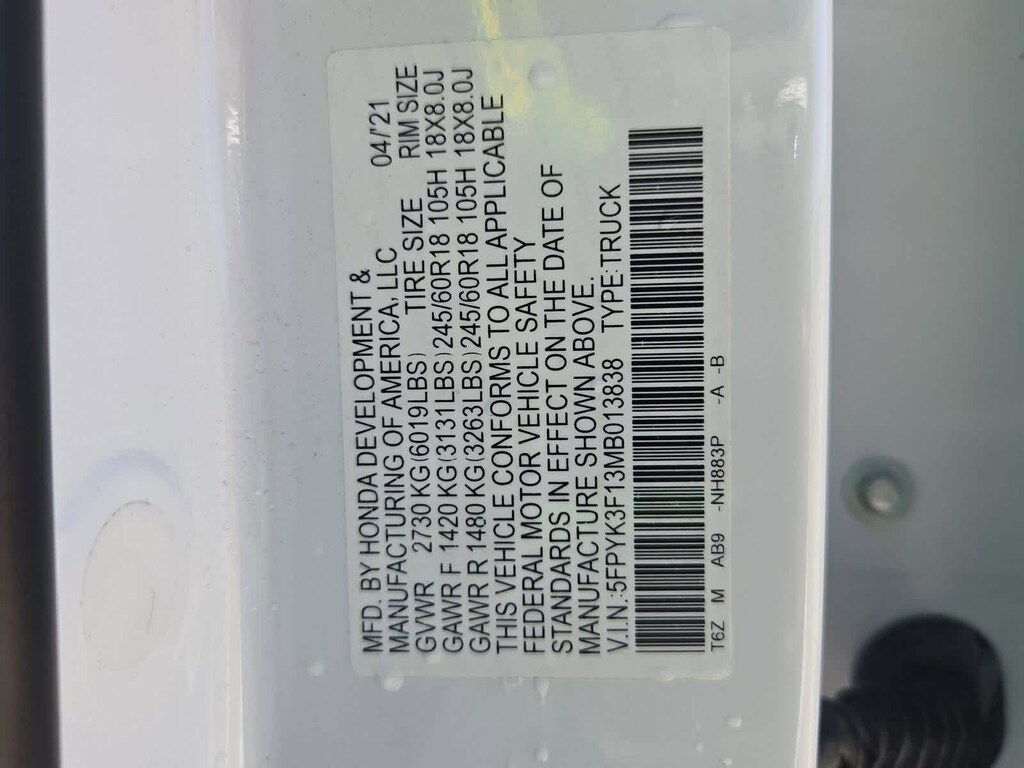 MFD. BY HONDA DEVELOPMENT &
MANUFACTURING OF AMERICA, LLC 04/'21
GVWR 2730 KG(6019LBS) TIRE SIZE RIM SIZE
GAWR F 1420 KG(3131LBS)245/60R18 105H 18X8.0J
GAWR R 1480 KG(3263LBS)245/60R18 105H 18X8.0J
THIS VEHICLE CONFORMS TO ALL APPLICABLE
FEDERAL MOTOR VEHICLE SAFETY
STANDARDS IN EFFECT ON THE DATE OF
MANUFACTURE SHOWN ABOVE.
V.I.N.:5FPYK3F13MB013838 TYPE:TRUCK
T6Z M AB9 -NH883P -A -B